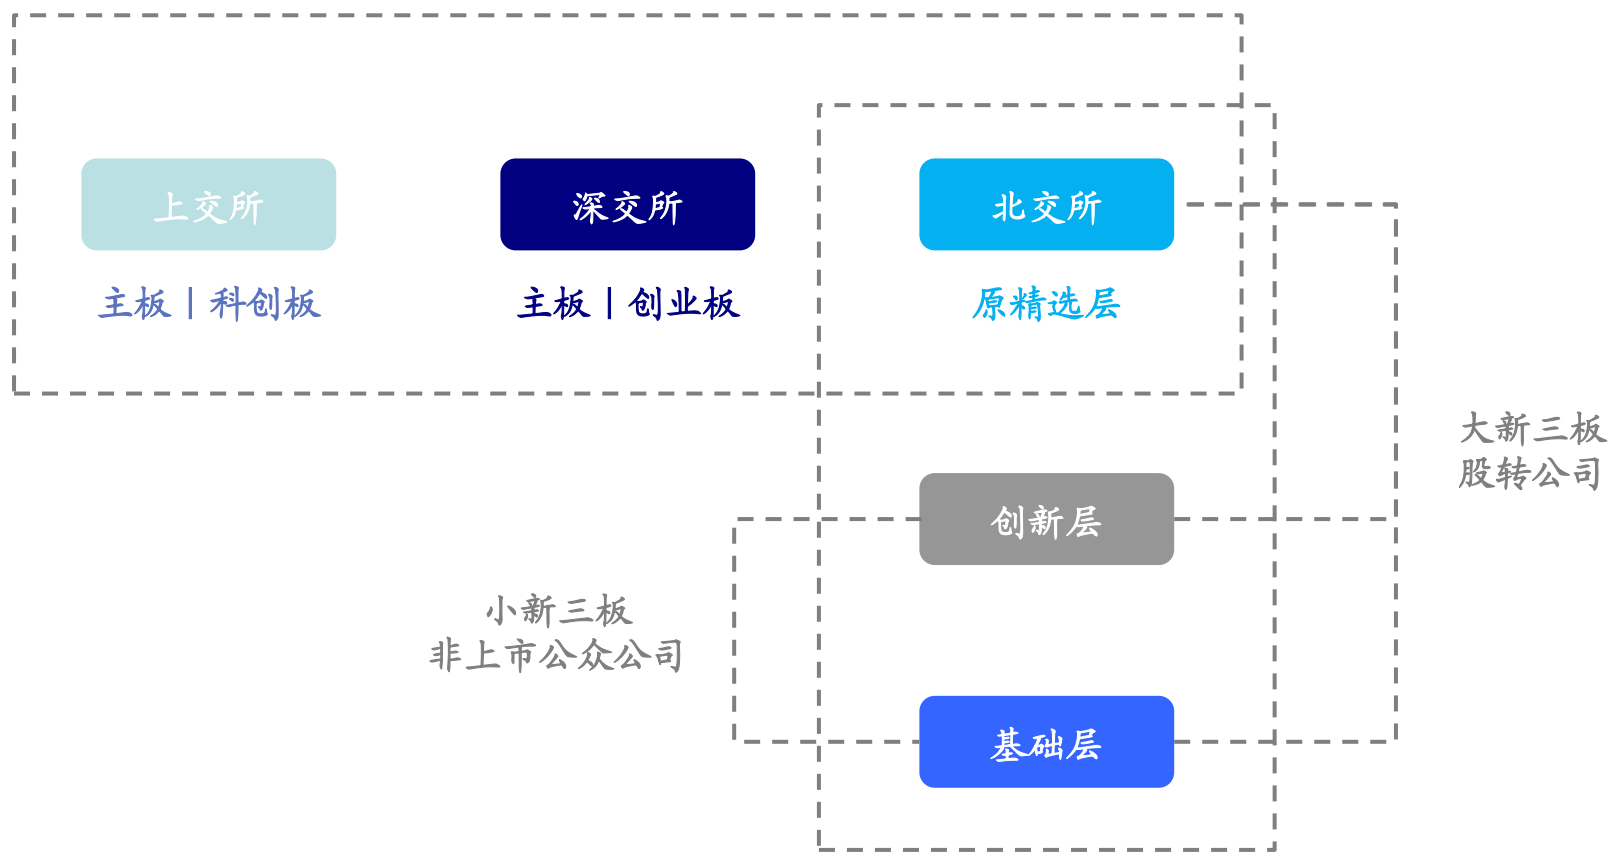 上交所
深交所
北交所
主板｜科创板
主板｜创业板
原精选层
大新三板
股转公司
创新层
小新三板
非上市公众公司
基础层